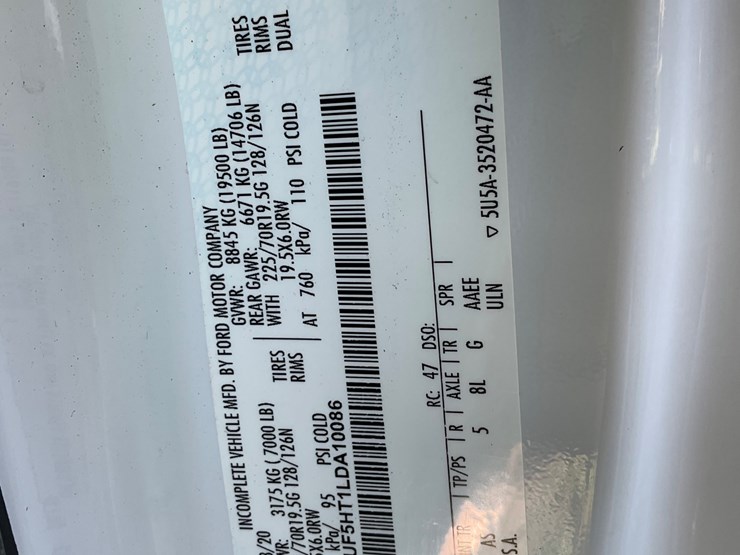 INCOMPLETE VEHICLE MFD. BY FORD MOTOR COMPANY
/20 GVWR: 8845 KG (19500 LB)
3175 KG (7000 LB) REAR GAWR: 6671 KG (14706 LB)
/70R19.5G 128/126N TIRES WITH 225/70R19.5G 128/126N TIRES
X6.0RW RIMS 19.5X6.0RW RIMS
kPa/ 95 PSI COLD AT 760 kPa/ 110 PSI COLD DUAL
UF5HT1LDA10086
RC: 47 DSO:
INT TR TP/PS R AXLE TR SPR
AS 5 8L G AAEE
S.A. ULN ▽ 5U5A-3520472-AA